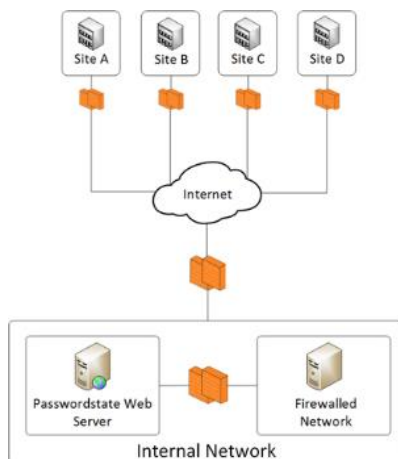 Site A
Site B
Site C
Site D
Internet
Passwordstate Web
Server
Firewalled
Network
Internal Network